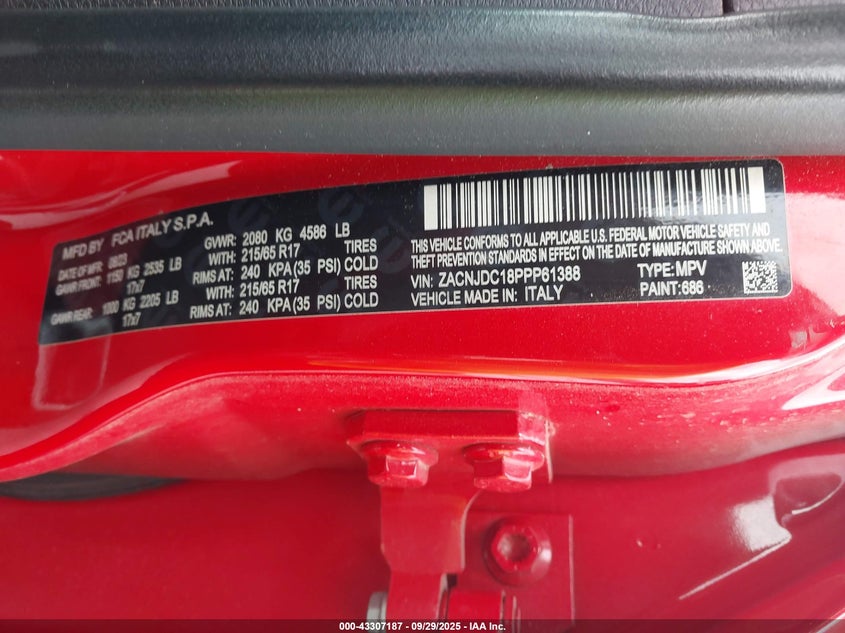 MFD BY FCA ITALY S.P.A.
DATE OF MFR 08/23 GVWR: 2080 KG 4586 LB
GAWR FRONT: 1150 KG 2535 LB WITH: 215/65 R17 TIRES
17x7 RIMS AT: 240 KPA (35 PSI) COLD
GAWR REAR: 1000 KG 2205 LB WITH: 215/65 R17 TIRES
17x7 RIMS AT: 240 KPA (35 PSI) COLD
THIS VEHICLE CONFORMS TO ALL APPLICABLE U.S. FEDERAL MOTOR VEHICLE SAFETY,
BUMPER, AND THEFT PREVENTION STANDARDS IN EFFECT
ON THE DATE OF MANUFACTURE SHOWN ABOVE.
VIN: ZACNJDC18PPP61388 TYPE: MPV
VEHICLE MADE IN: ITALY PAINT: 686
000-43307187 - 09/29/2025 - IAA Inc.